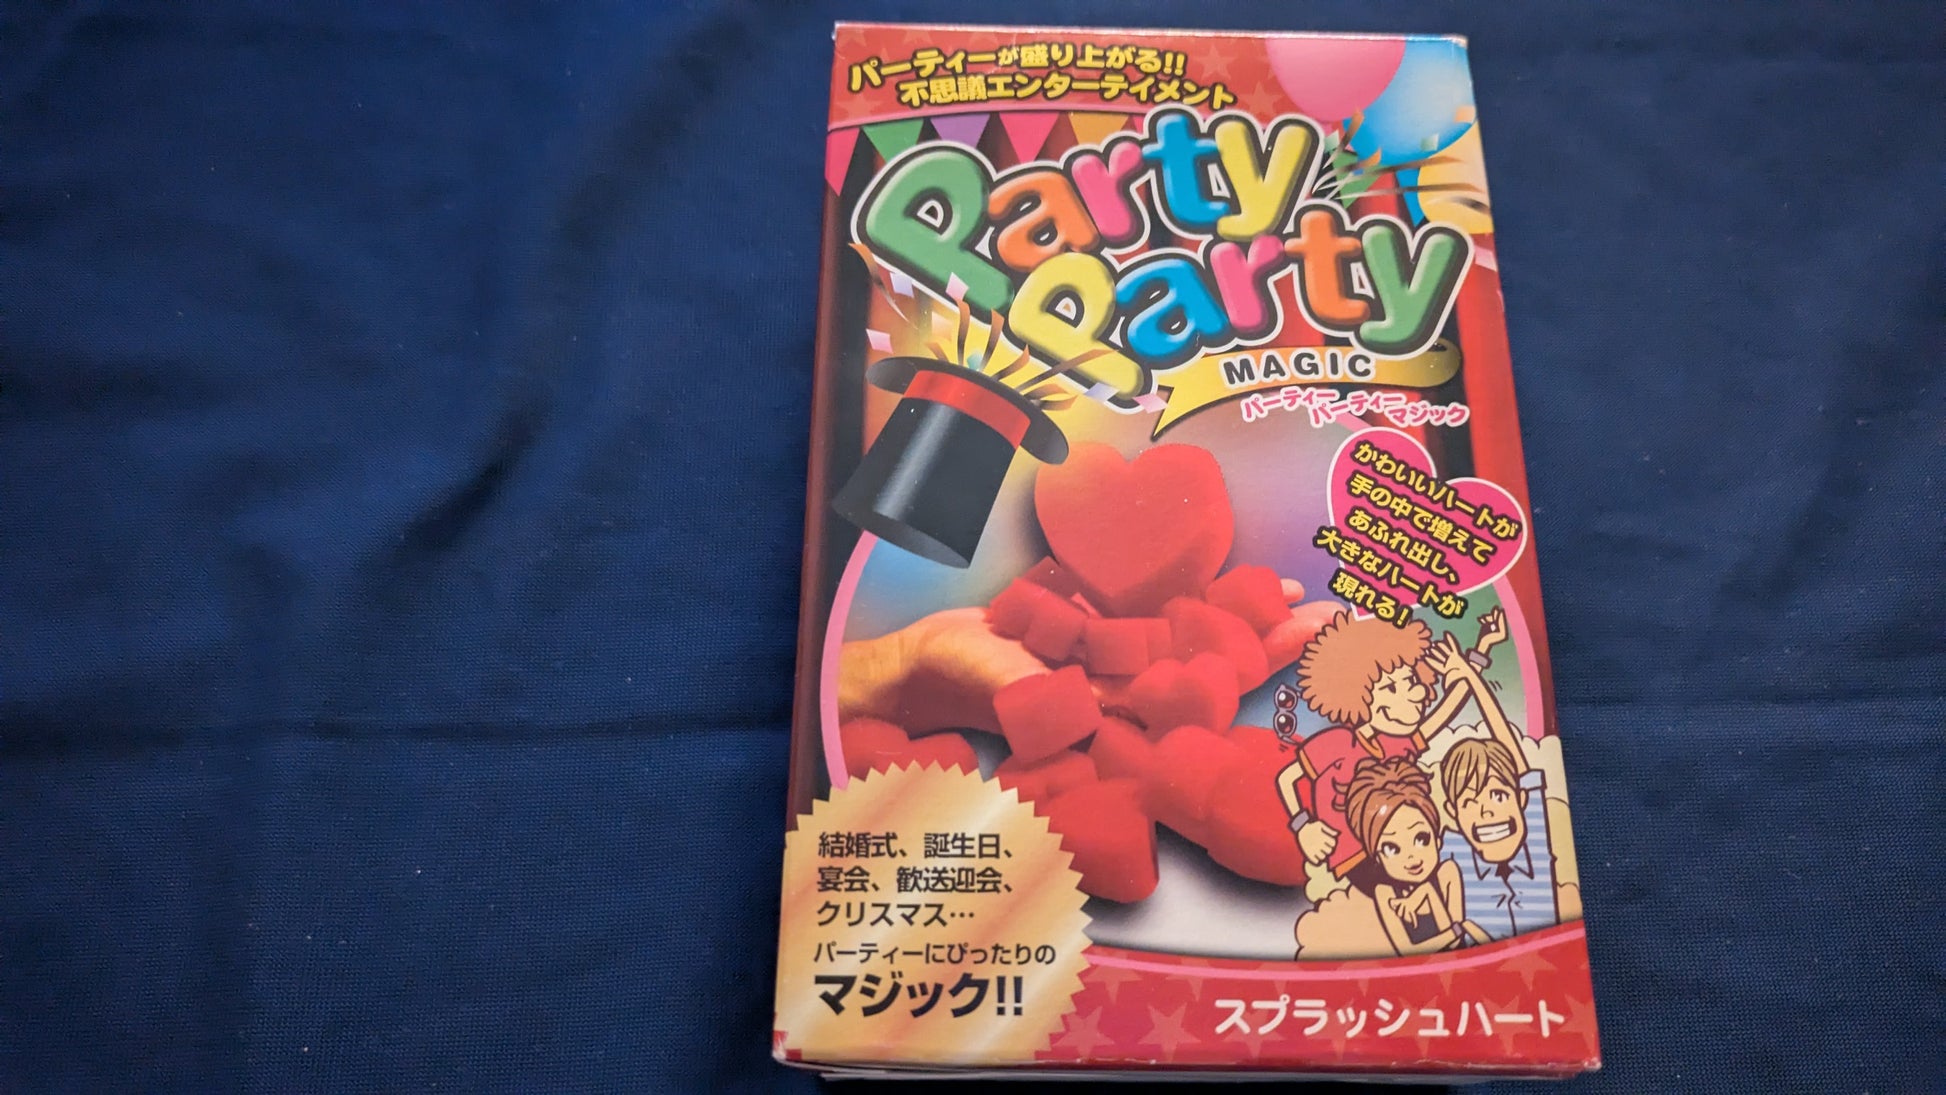 パーティーが盛り上がる!!
不思議エンターテイメント
Party
Party
MAGIC
パーティーパーティーマジック
かわいいハートが
手の中で増えて
あふれ出し、
大きなハートが
現れる!
結婚式、誕生日、
宴会、歓送迎会、
クリスマス…
パーティーにぴったりの
マジック!!
スプラッシュハート